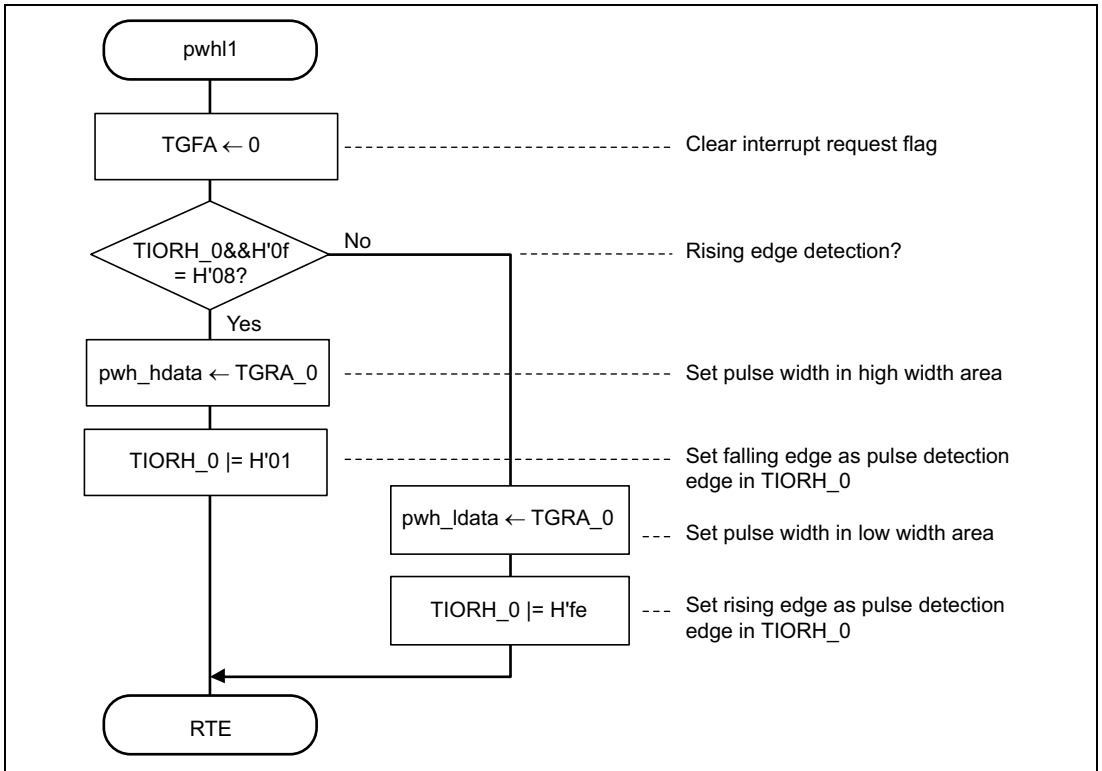 pwhl1
TGFA ← 0
Clear interrupt request flag
TIORH_0&&H'0f
= H'08?
No
Rising edge detection?
Yes
pwh_hdata ← TGRA_0
Set pulse width in high width area
TIORH_0 |= H'01
Set falling edge as pulse detection
edge in TIORH_0
pwh_ldata ← TGRA_0
Set pulse width in low width area
TIORH_0 |= H'fe
Set rising edge as pulse detection
edge in TIORH_0
RTE